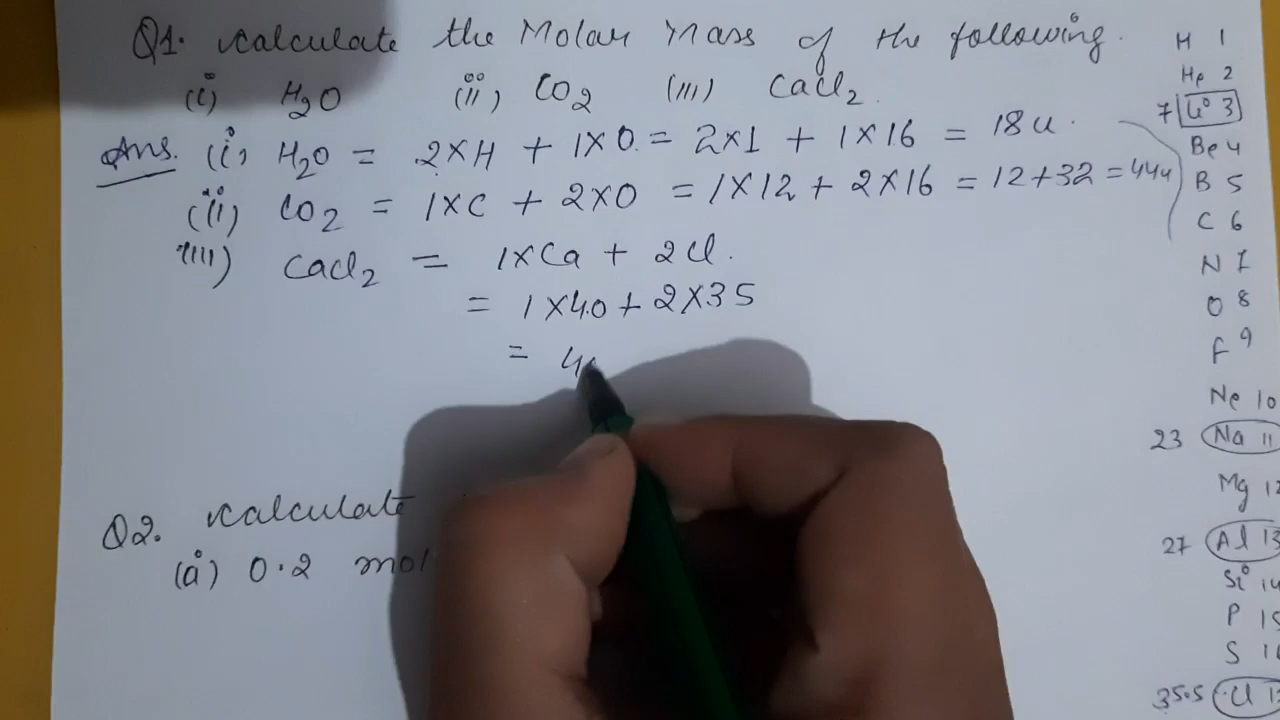 Q1. Calculate the Molar Mass of the following.
(i) H2O (ii) CO2 (III) CaCl2.
Ans. (i) H2O = 2×H + 1×O = 2×1 + 1×16 = 18u.
(ii) CO2 = 1×C + 2×O = 1×12 + 2×16 = 12+32 = 44u
(III) CaCl2 = 1×Ca + 2Cl.
= 1×40 + 2×35
=
Q2. Calculate
(a) 0.2 mol
H 1
He 2
7 Li 3
Be 4
B 5
C 6
N 7
O 8
F 9
Ne 10
23 Na 11
Mg 12
27 Al 13
Si 14
P 15
S
35.5 Cl